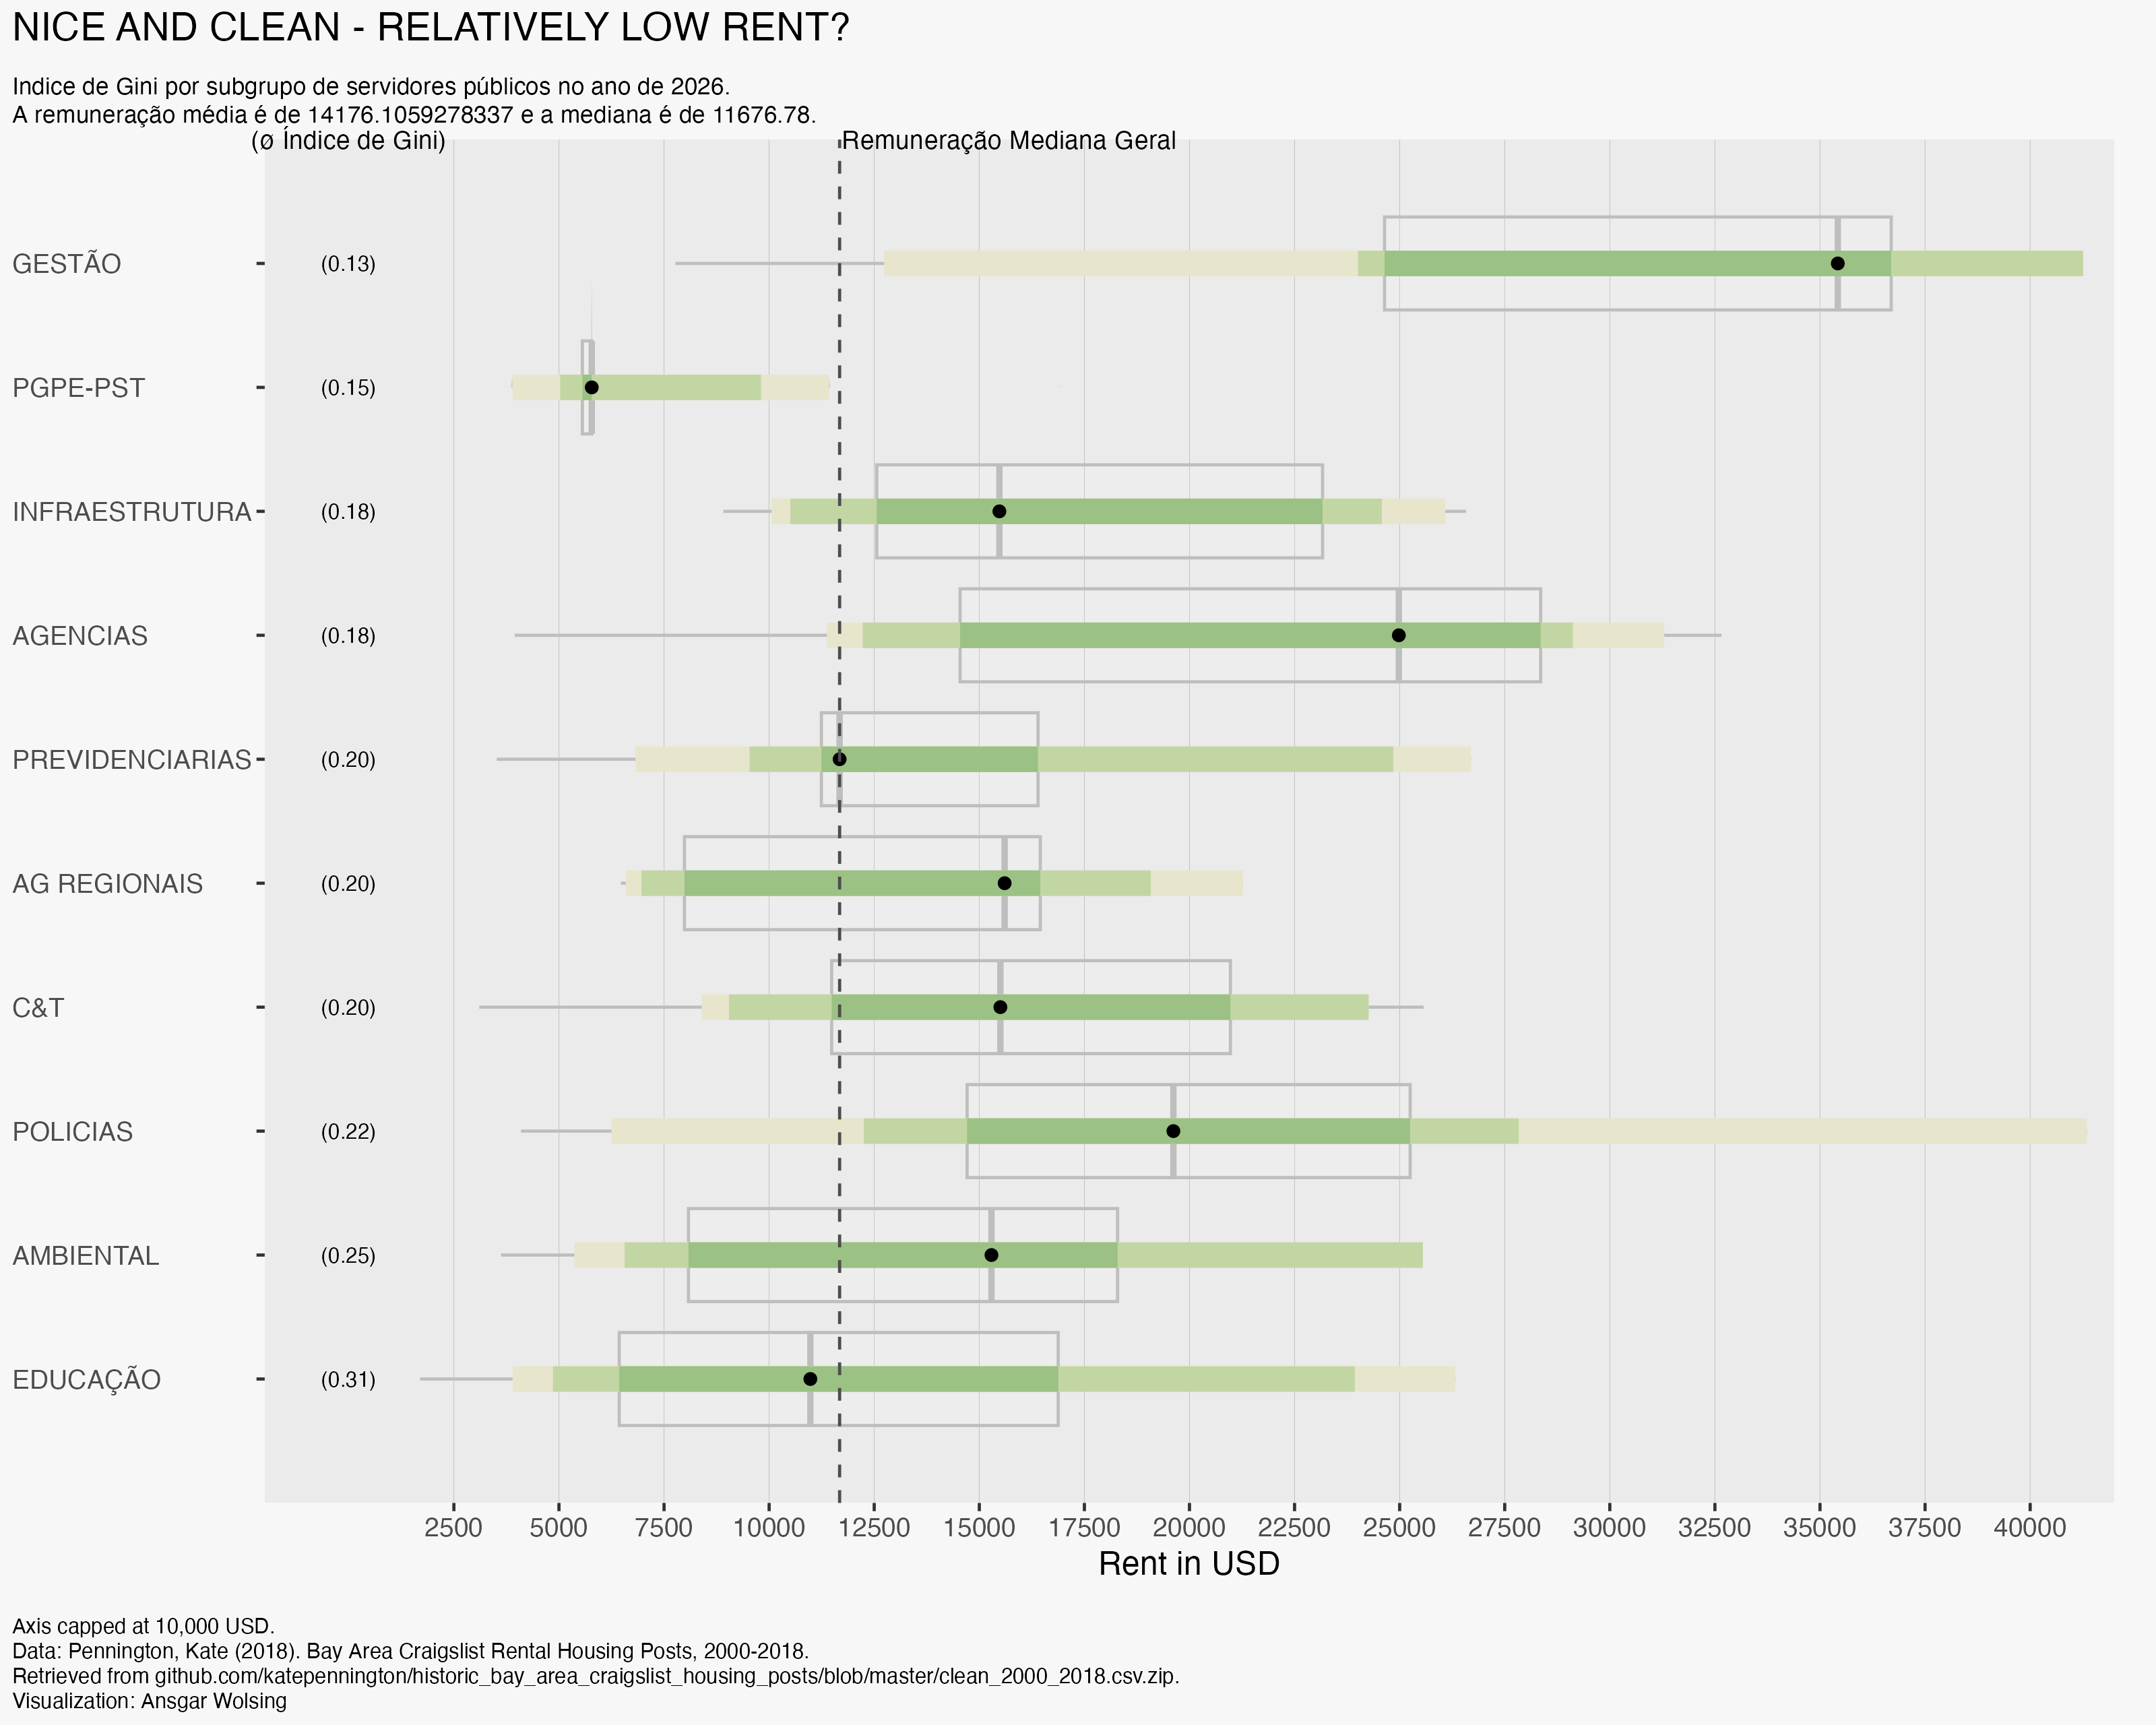 NICE AND CLEAN - RELATIVELY LOW RENT?
Indice de Gini por subgrupo de servidores públicos no ano de 2026.
A remuneração média é de 14176.1059278337 e a mediana é de 11676.78.
(ø Índice de Gini)
Remuneração Mediana Geral
GESTÃO (0.13)
PGPE-PST (0.15)
INFRAESTRUTURA (0.18)
AGENCIAS (0.18)
PREVIDENCIARIAS (0.20)
AG REGIONAIS (0.20)
C&T (0.20)
POLICIAS (0.22)
AMBIENTAL (0.25)
EDUCAÇÃO (0.31)
2500 5000 7500 10000 12500 15000 17500 20000 22500 25000 27500 30000 32500 35000 37500 40000
Rent in USD
Axis capped at 10,000 USD.
Data: Pennington, Kate (2018). Bay Area Craigslist Rental Housing Posts, 2000-2018.
Retrieved from github.com/katepennington/historic_bay_area_craigslist_housing_posts/blob/master/clean_2000_2018.csv.zip.
Visualization: Ansgar Wolsing